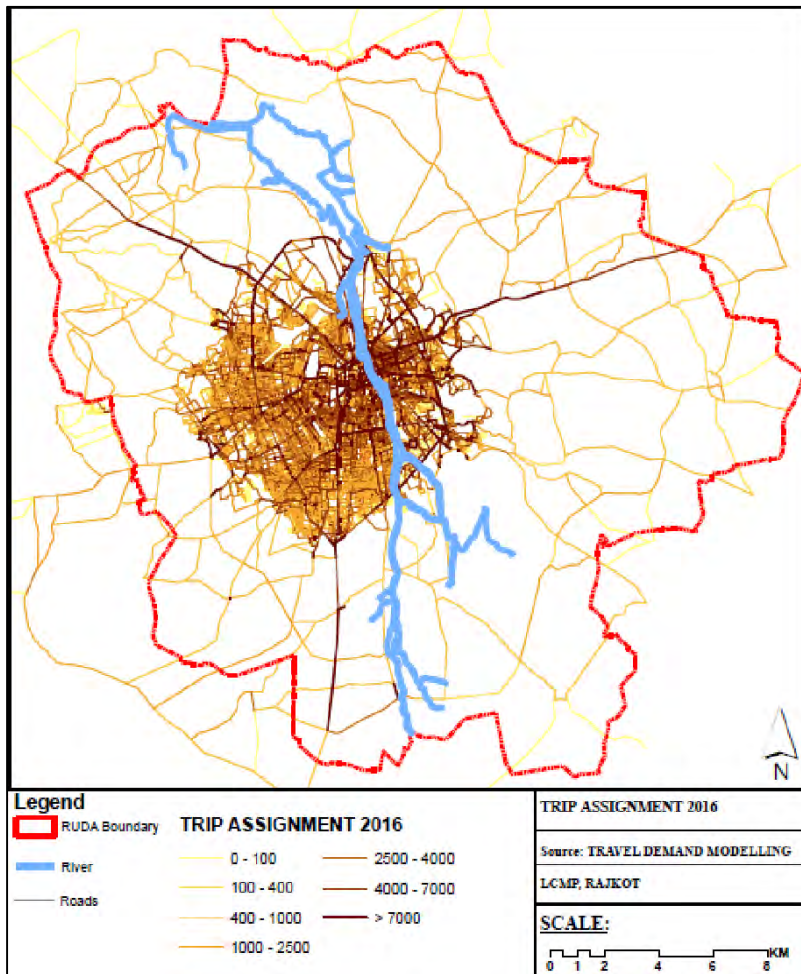 N
Legend
RUDA Boundary
River
Roads
TRIP ASSIGNMENT 2016
0 - 100
100 - 400
400 - 1000
1000 - 2500
2500 - 4000
4000 - 7000
> 7000
TRIP ASSIGNMENT 2016
Source: TRAVEL DEMAND MODELLING
LCMP, RAJKOT
SCALE:
KM
0 1 2 4 6 8